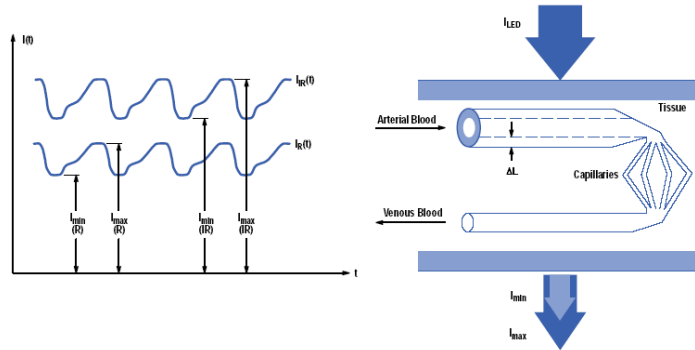 I(t)
I_IR(t)
I_R(t)
I_min
(R)
I_max
(R)
I_min
(IR)
I_max
(IR)
t
I_LED
Tissue
Arterial Blood
ΔL
Capillaries
Venous Blood
I_min
I_max